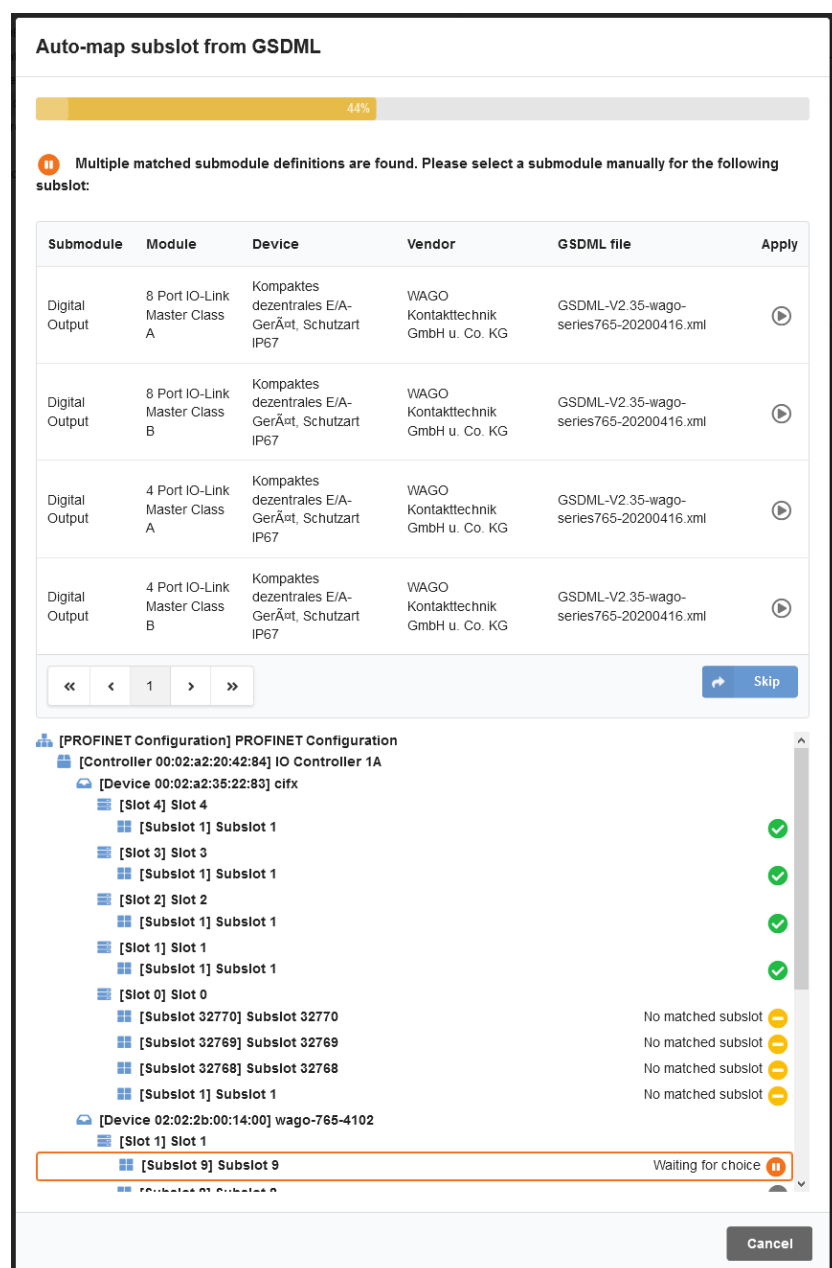 Auto-map subslot from GSDML
44%
Multiple matched submodule definitions are found. Please select a submodule manually for the following
subslot:
Submodule Module Device Vendor GSDML file Apply
Digital
Output
8 Port IO-Link
Master Class
A
Kompaktes
dezentrales E/A-
GerÃ¤t, Schutzart
IP67
WAGO
Kontakttechnik
GmbH u. Co. KG
GSDML-V2.35-wago-
series765-20200416.xml
Digital
Output
8 Port IO-Link
Master Class
B
Kompaktes
dezentrales E/A-
GerÃ¤t, Schutzart
IP67
WAGO
Kontakttechnik
GmbH u. Co. KG
GSDML-V2.35-wago-
series765-20200416.xml
Digital
Output
4 Port IO-Link
Master Class
A
Kompaktes
dezentrales E/A-
GerÃ¤t, Schutzart
IP67
WAGO
Kontakttechnik
GmbH u. Co. KG
GSDML-V2.35-wago-
series765-20200416.xml
Digital
Output
4 Port IO-Link
Master Class
B
Kompaktes
dezentrales E/A-
GerÃ¤t, Schutzart
IP67
WAGO
Kontakttechnik
GmbH u. Co. KG
GSDML-V2.35-wago-
series765-20200416.xml
« ‹ 1 › » Skip
[PROFINET Configuration] PROFINET Configuration
[Controller 00:02:a2:20:42:84] IO Controller 1A
[Device 00:02:a2:35:22:83] cifx
[Slot 4] Slot 4
[Subslot 1] Subslot 1
[Slot 3] Slot 3
[Subslot 1] Subslot 1
[Slot 2] Slot 2
[Subslot 1] Subslot 1
[Slot 1] Slot 1
[Subslot 1] Subslot 1
[Slot 0] Slot 0
[Subslot 32770] Subslot 32770 No matched subslot
[Subslot 32769] Subslot 32769 No matched subslot
[Subslot 32768] Subslot 32768 No matched subslot
[Subslot 1] Subslot 1 No matched subslot
[Device 02:02:2b:00:14:00] wago-765-4102
[Slot 1] Slot 1
[Subslot 9] Subslot 9 Waiting for choice
Cancel